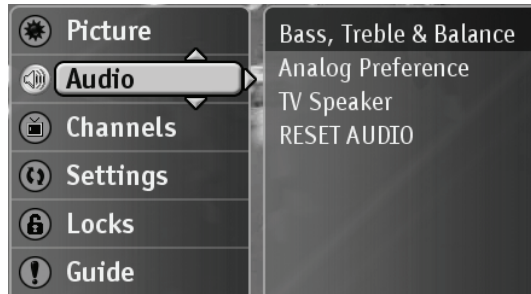 Picture
Audio
Channels
Settings
Locks
Guide
Bass, Treble & Balance
Analog Preference
TV Speaker
RESET AUDIO